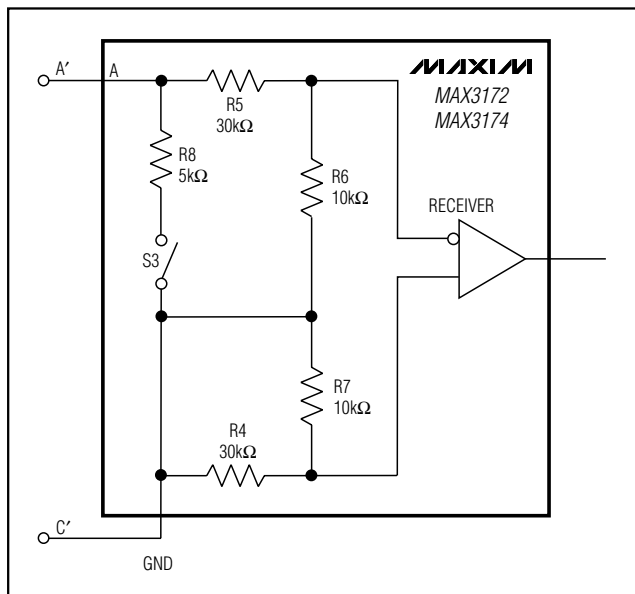 A′
A
R5
30kΩ
MAXIM
MAX3172
MAX3174
R8
5kΩ
R6
10kΩ
RECEIVER
S3
R7
10kΩ
R4
30kΩ
C′
GND